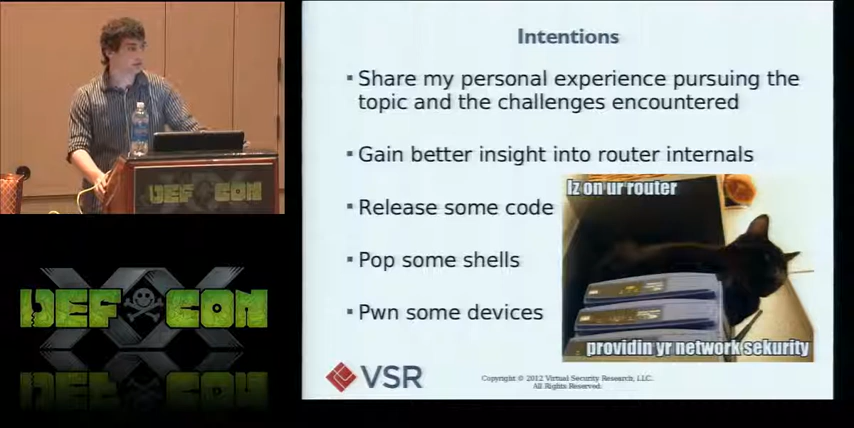 Intentions
Share my personal experience pursuing the
topic and the challenges encountered
Gain better insight into router internals
Release some code
Pop some shells
Pwn some devices
Iz on ur router
providin yr network sekurity
VSR
Copyright © 2012 Virtual Security Research, LLC.
All Rights Reserved.
DEF CON
XX
DEF CON